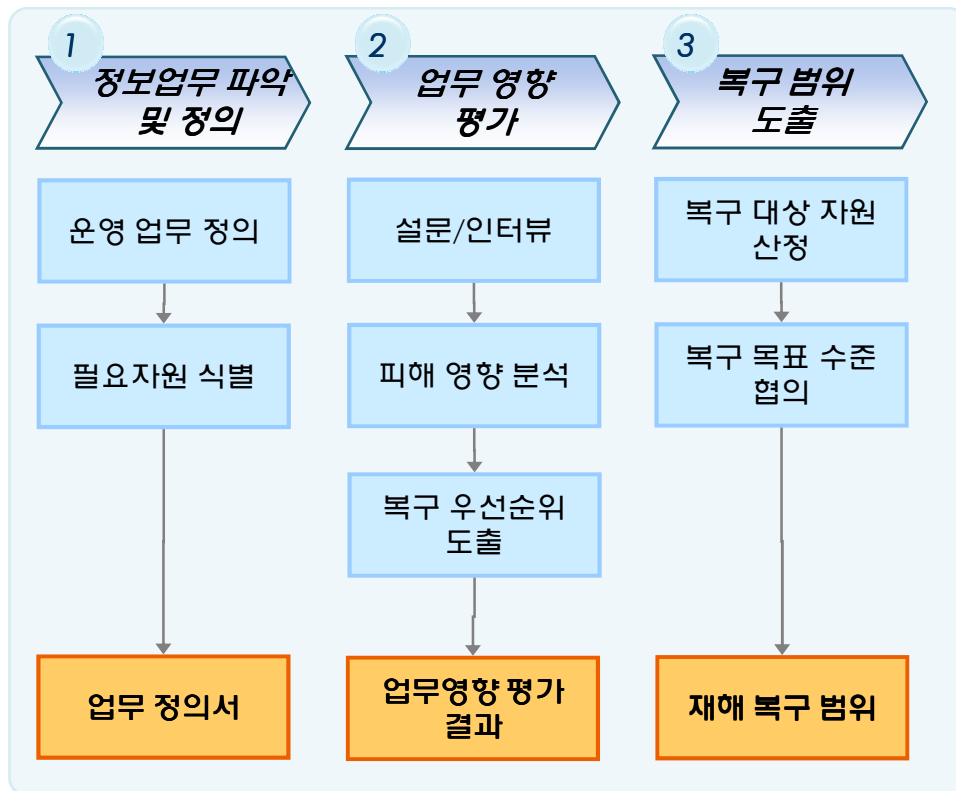 1
정보업무 파악
및 정의
운영 업무 정의
필요자원 식별
업무 정의서
2
업무 영향
평가
설문/인터뷰
피해 영향 분석
복구 우선순위
도출
업무영향 평가
결과
3
복구 범위
도출
복구 대상 자원
산정
복구 목표 수준
협의
재해 복구 범위